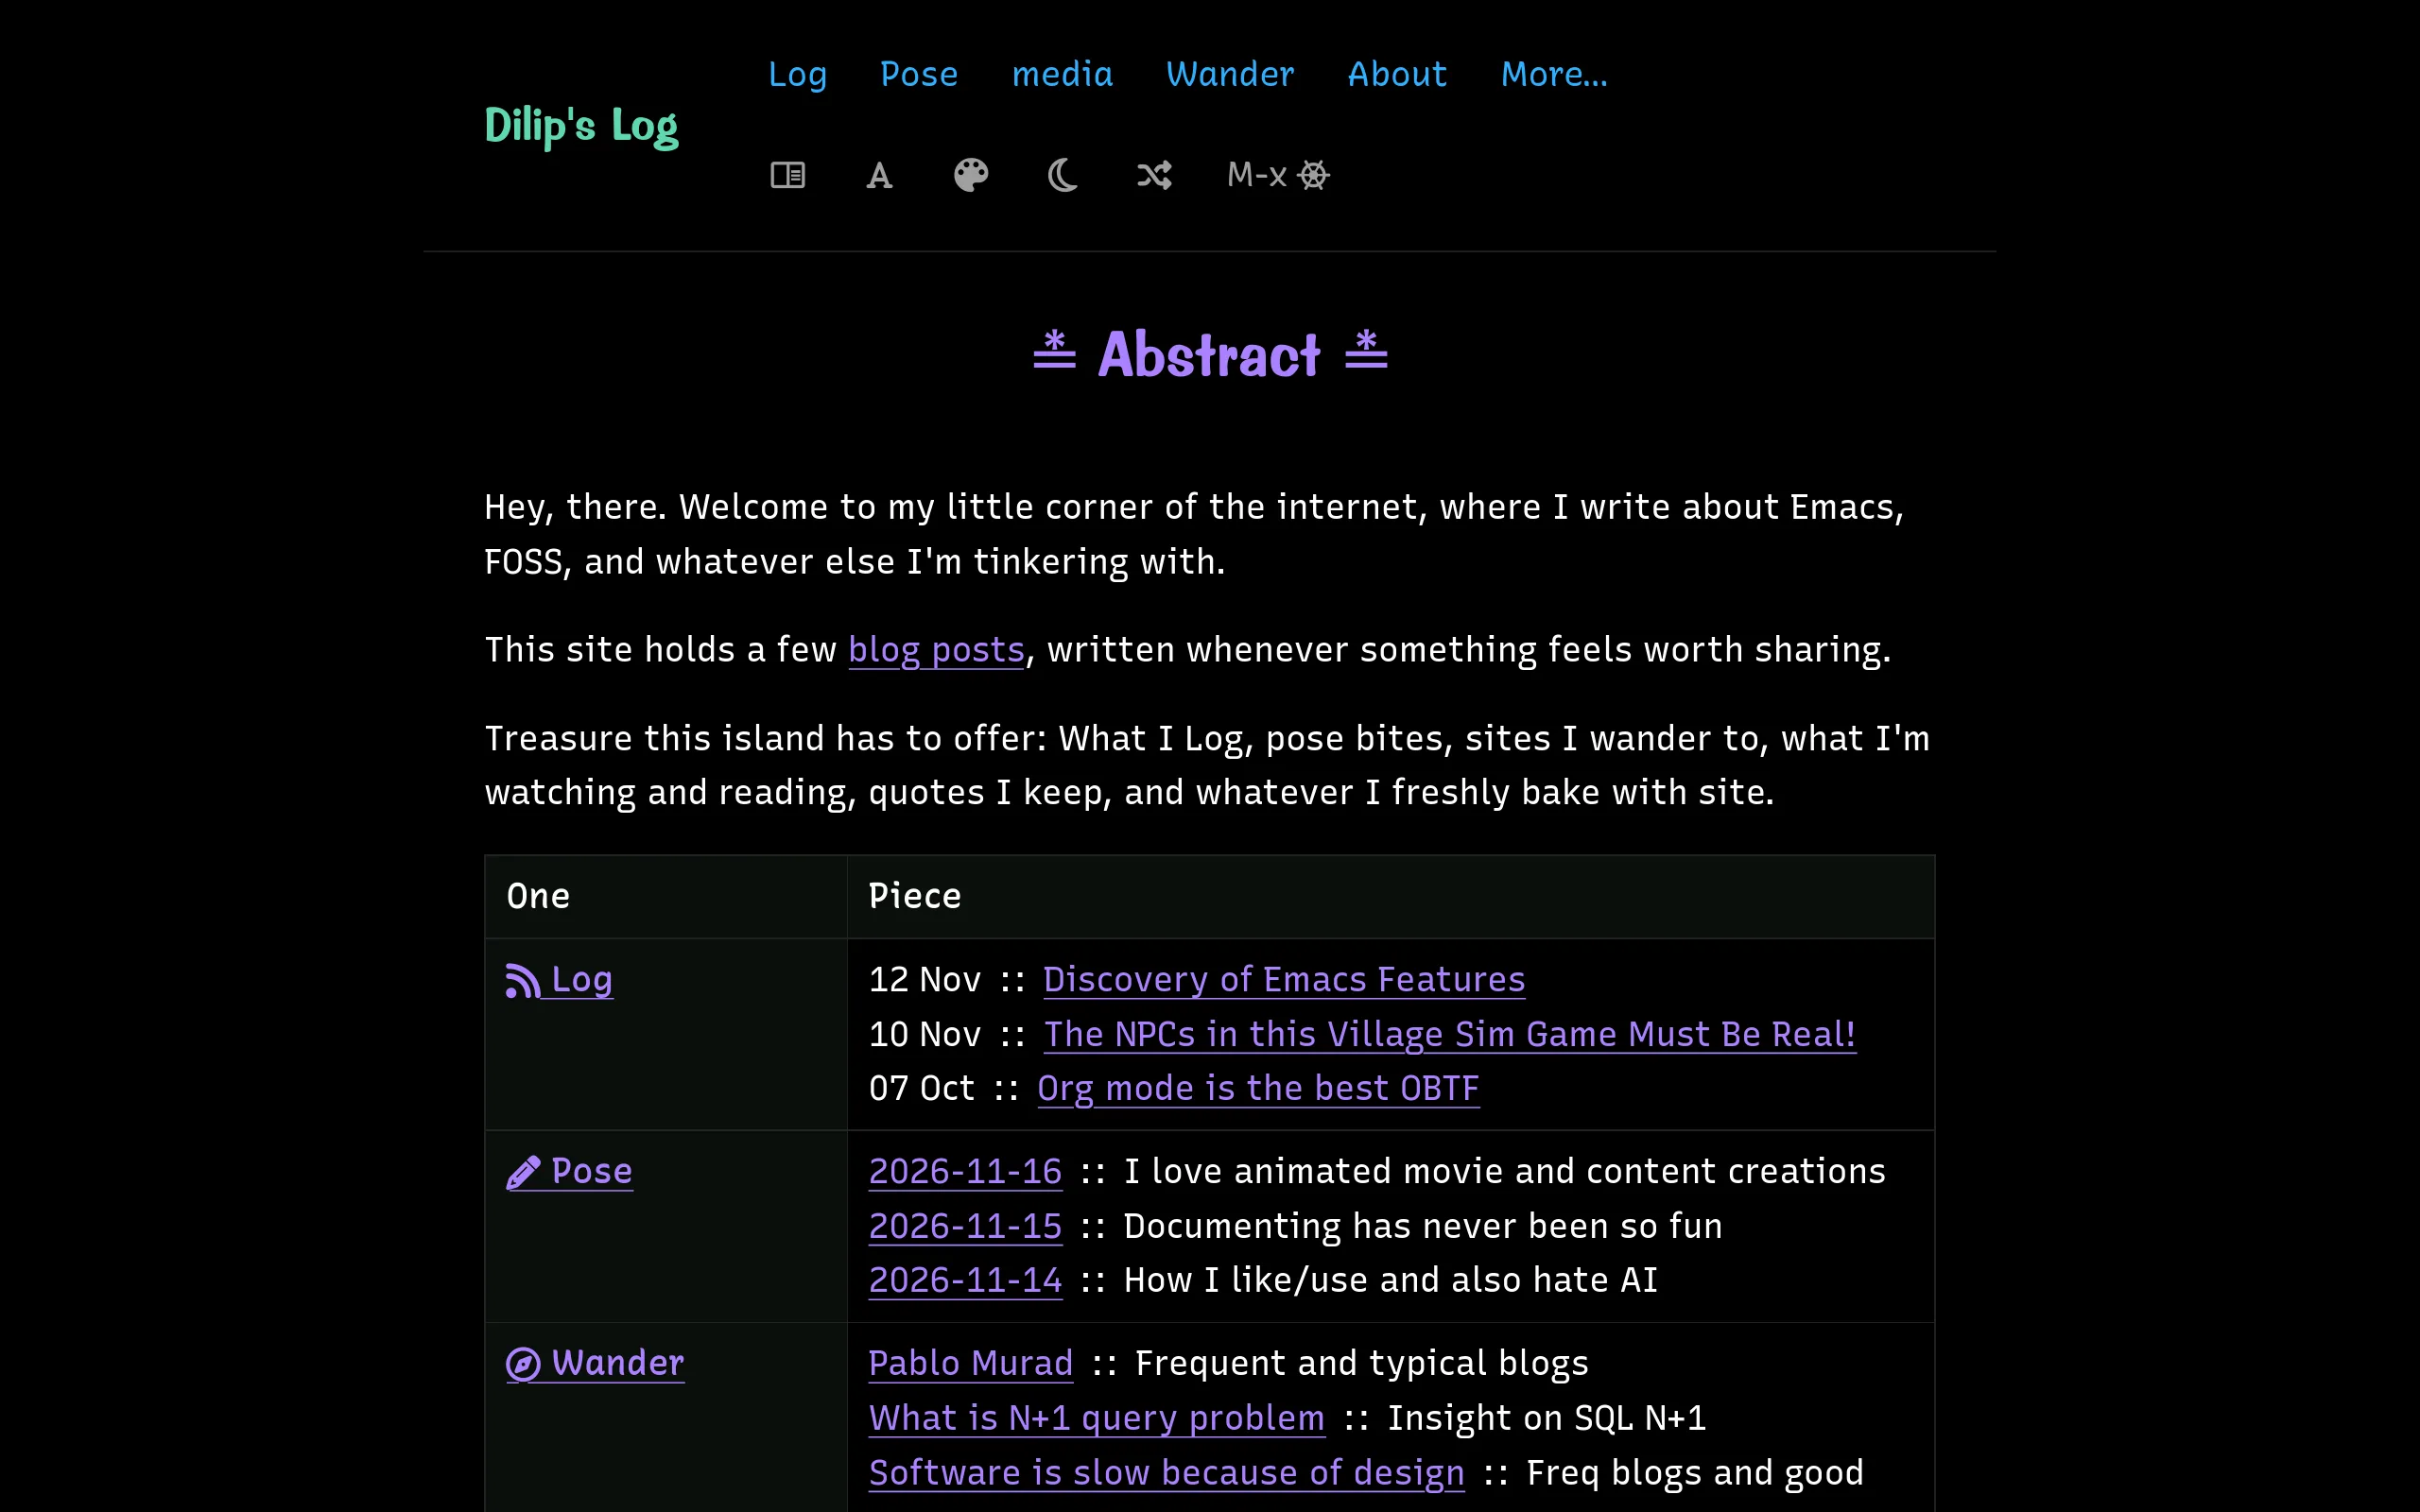 Log Pose media Wander About More...
Dilip's Log
A M-x
≛ Abstract ≛
Hey, there. Welcome to my little corner of the internet, where I write about Emacs,
FOSS, and whatever else I'm tinkering with.
This site holds a few blog posts, written whenever something feels worth sharing.
Treasure this island has to offer: What I Log, pose bites, sites I wander to, what I'm
watching and reading, quotes I keep, and whatever I freshly bake with site.
One Piece
Log 12 Nov :: Discovery of Emacs Features
10 Nov :: The NPCs in this Village Sim Game Must Be Real!
07 Oct :: Org mode is the best OBTF
Pose 2026-11-16 :: I love animated movie and content creations
2026-11-15 :: Documenting has never been so fun
2026-11-14 :: How I like/use and also hate AI
Wander Pablo Murad :: Frequent and typical blogs
What is N+1 query problem :: Insight on SQL N+1
Software is slow because of design :: Freq blogs and good